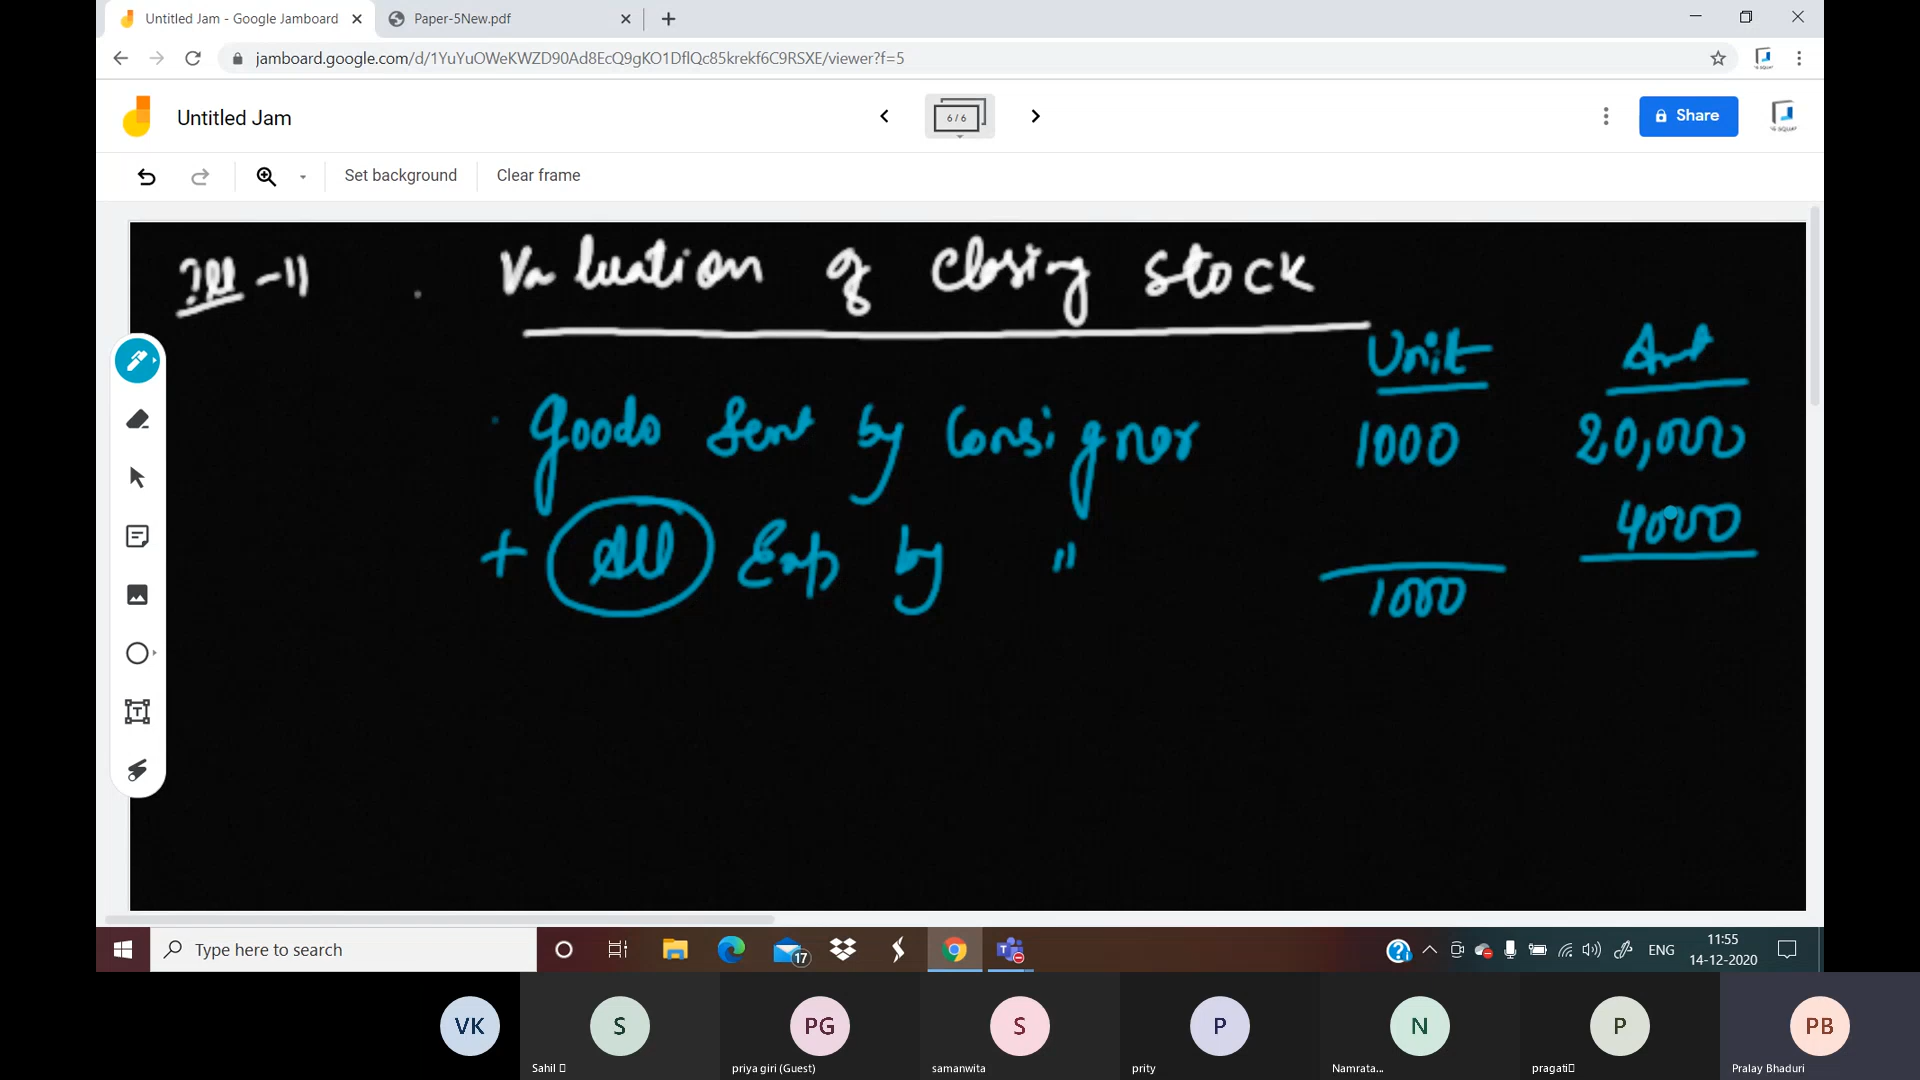 Untitled Jam - Google Jamboard
Paper-5New.pdf
jamboard.google.com/d/1YuYuOWeKWZD90Ad8EcQ9gKO1DflQc85krekf6C9RSXE/viewer?f=5
Untitled Jam
6 / 6
Share
Set background
Clear frame
Ill - 11
Valuation of Closing Stock
Unit
Amt
Goods Sent by Consignor 1000 20,000
+ All Exp by " 4000
1000
Type here to search
17
ENG
11:55
14-12-2020
VK
S
PG
S
P
N
P
PB
Sahil
priya giri (Guest)
samanwita
prity
Namrata...
pragati
Pralay Bhaduri